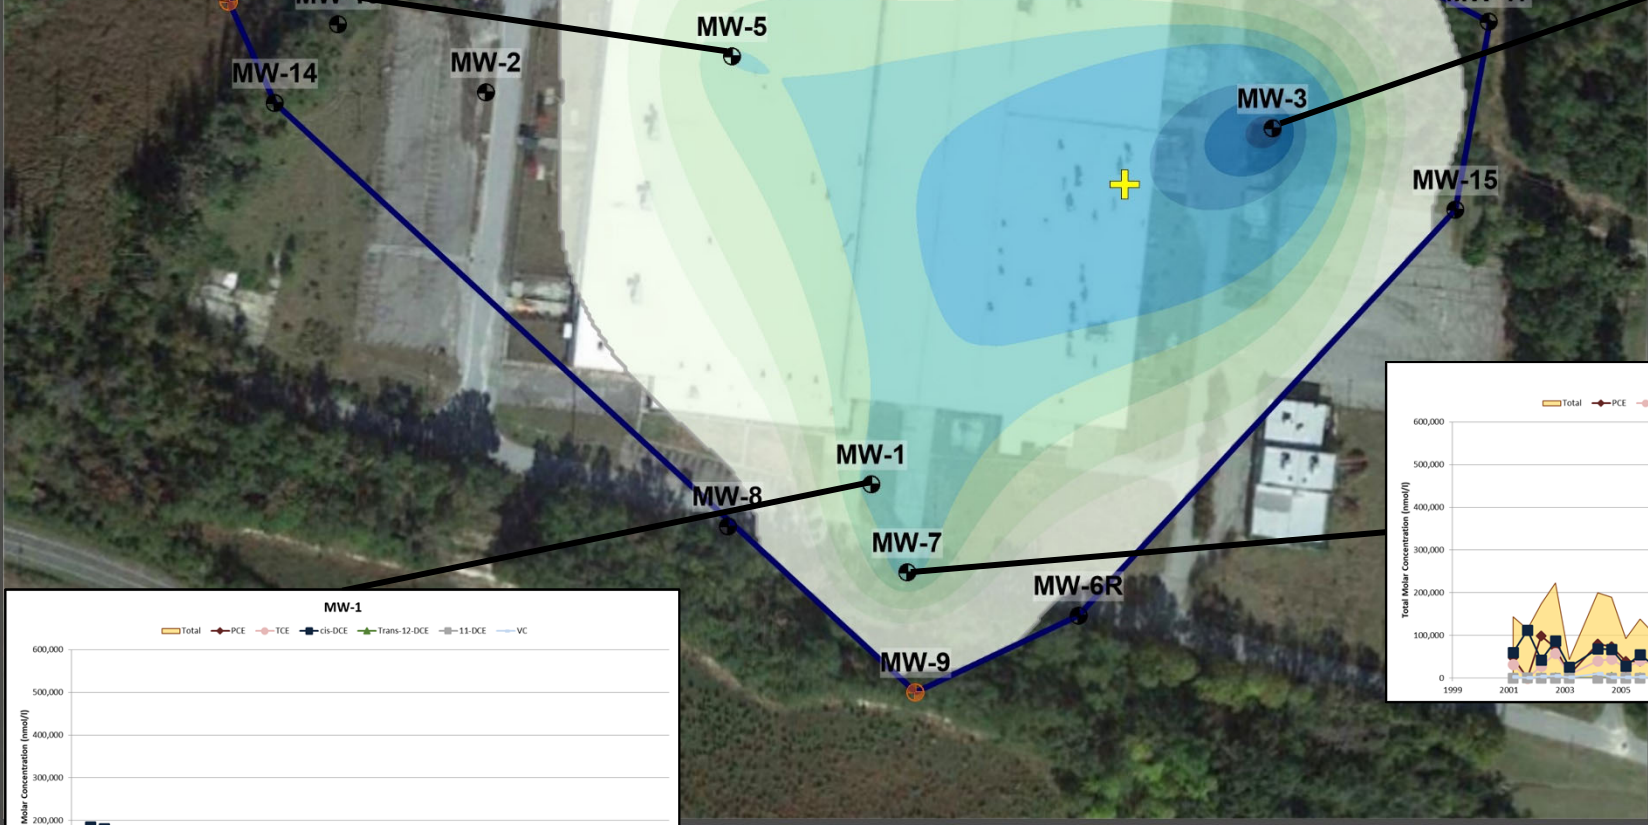 MW-5
MW-2
MW-14
MW-3
MW-15
MW-1
MW-8
MW-7
MW-6R
MW-9
MW-1
Total PCE TCE cis-DCE Trans-12-DCE 11-DCE VC
600,000
500,000
400,000
300,000
200,000
Molar Concentration (nmol/l)
Total PCE
600,000
500,000
400,000
300,000
200,000
100,000
0
Total Molar Concentration (nmol/l)
1999 2001 2003 2005